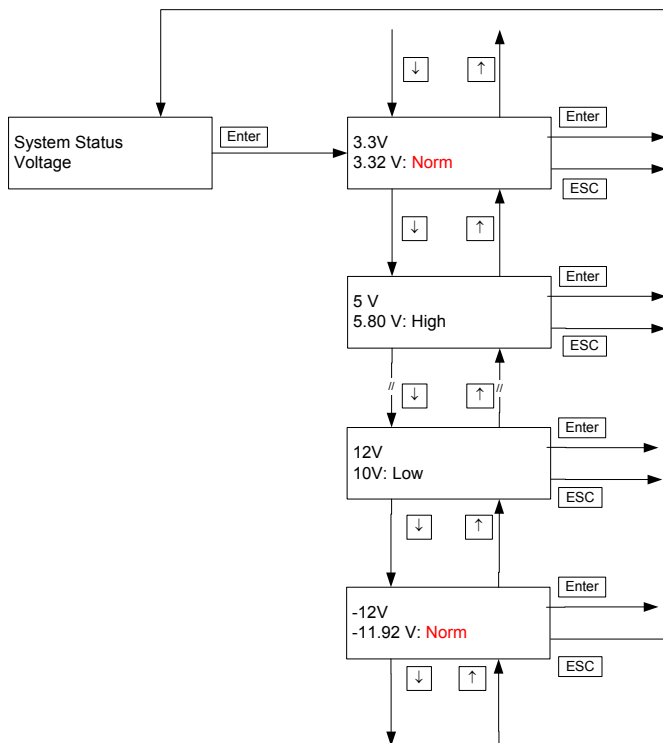 ↓
↑
System Status
Voltage
Enter
3.3V
3.32 V: Norm
Enter
ESC
↓
↑
5 V
5.80 V: High
Enter
ESC
//
↓
↑
//
12V
10V: Low
Enter
ESC
↓
↑
-12V
-11.92 V: Norm
Enter
ESC
↓
↑